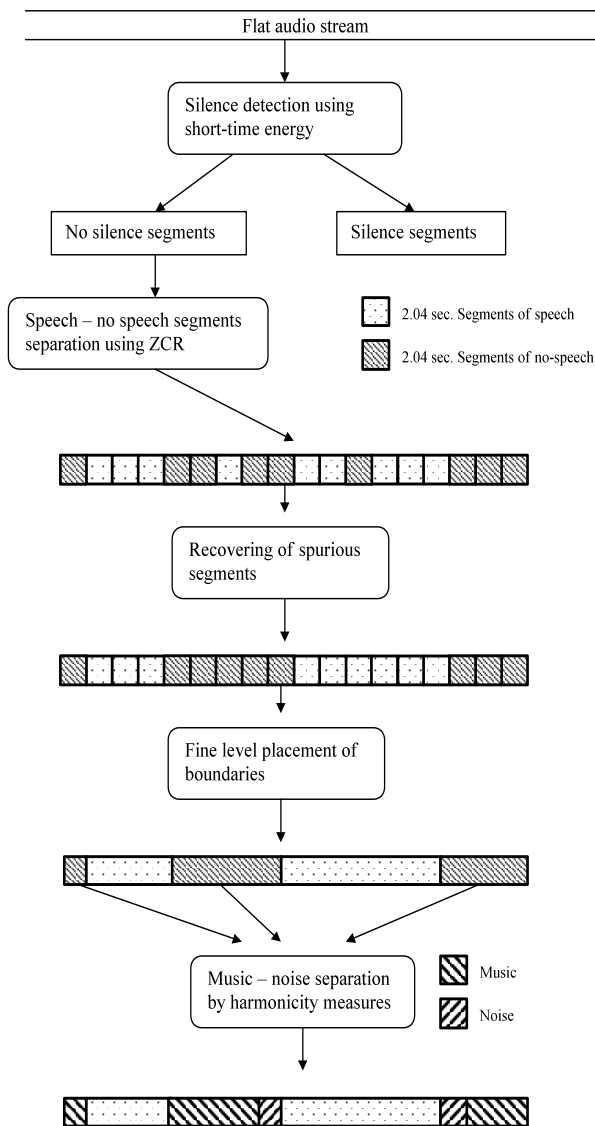 Flat audio stream
Silence detection using
short-time energy
No silence segments
Silence segments
Speech – no speech segments
separation using ZCR
2.04 sec. Segments of speech
2.04 sec. Segments of no-speech
Recovering of spurious
segments
Fine level placement of
boundaries
Music – noise separation
by harmonicity measures
Music
Noise